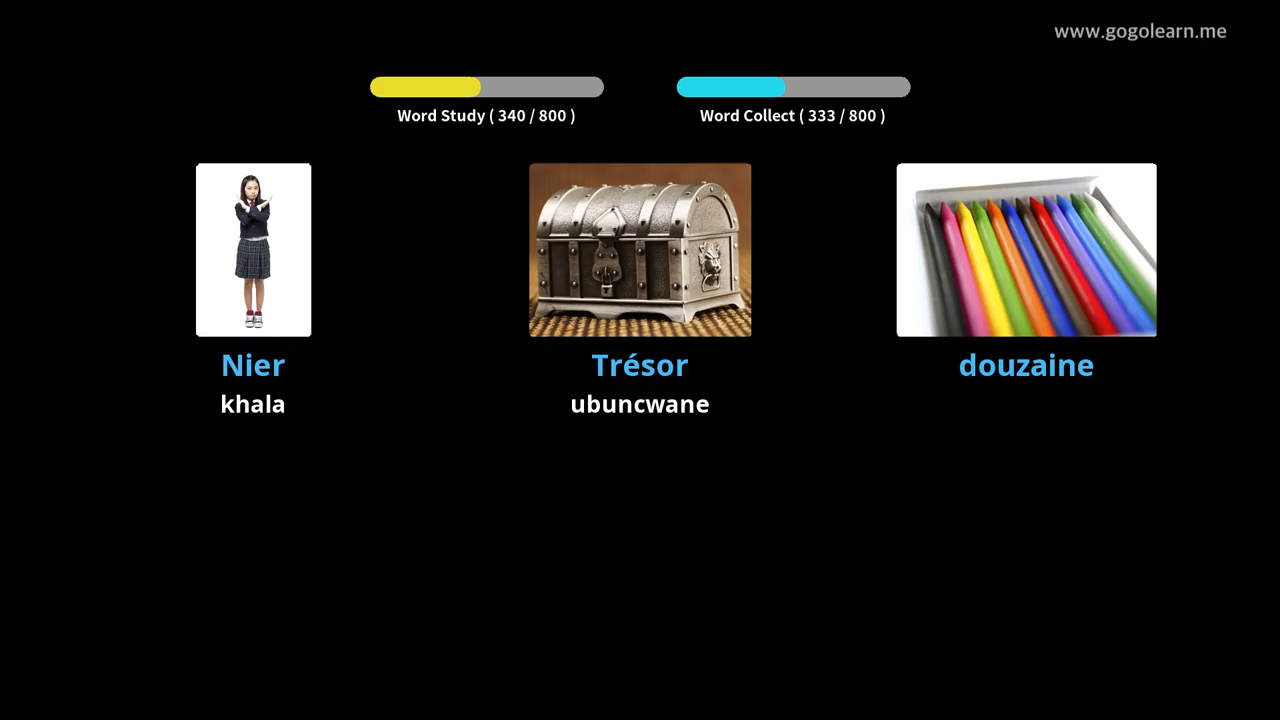 www.gogolearn.me
Word Study ( 340 / 800 )
Word Collect ( 333 / 800 )
Nier
Trésor
douzaine
khala
ubuncwane